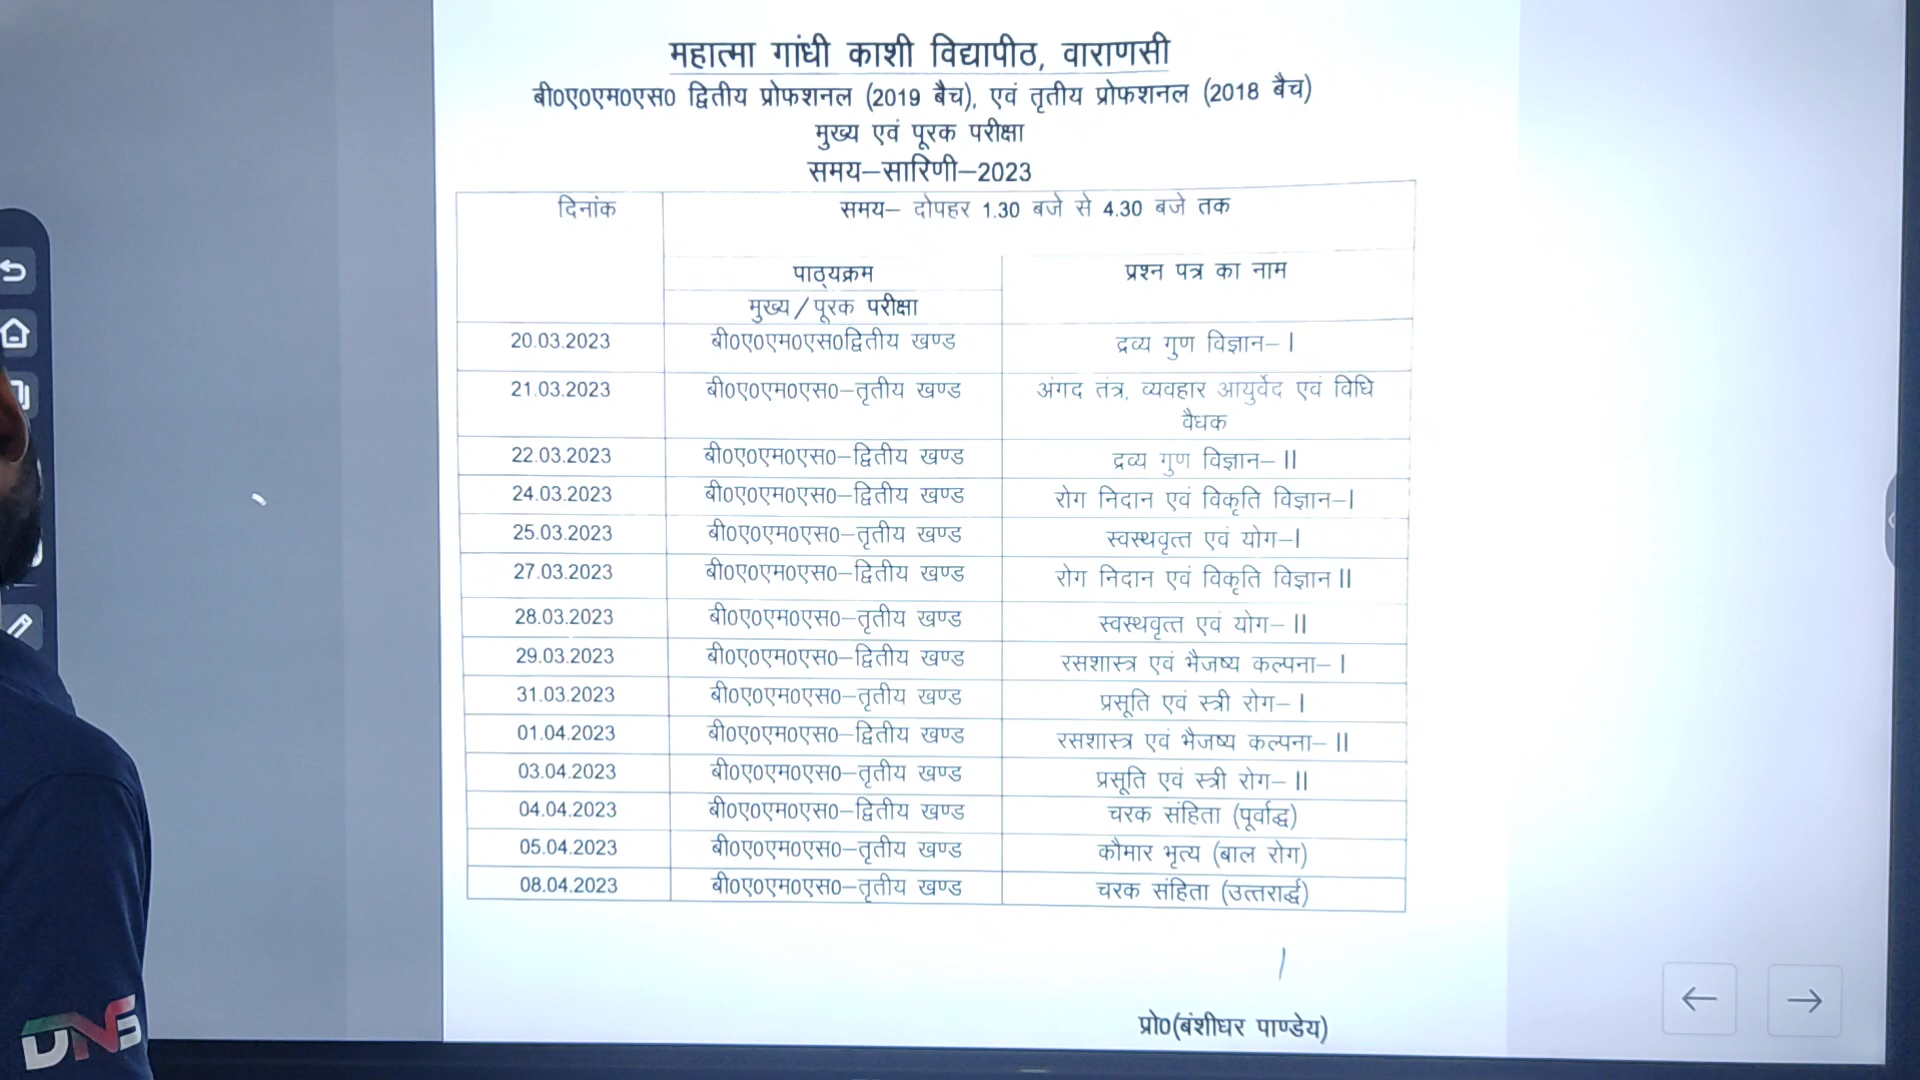 महात्मा गांधी काशी विद्यापीठ, वाराणसी
बी0ए0एम0एस0 द्वितीय प्रोफशनल (2019 बैच), एवं तृतीय प्रोफशनल (2018 बैच)
मुख्य एवं पूरक परीक्षा
समय–सारिणी–2023
दिनांक समय– दोपहर 1.30 बजे से 4.30 बजे तक
पाठ्यक्रम प्रश्न पत्र का नाम
मुख्य/पूरक परीक्षा
20.03.2023 बी0ए0एम0एस0द्वितीय खण्ड द्रव्य गुण विज्ञान– I
21.03.2023 बी0ए0एम0एस0–तृतीय खण्ड अंगद तंत्र, व्यवहार आयुर्वेद एवं विधि
वैधक
22.03.2023 बी0ए0एम0एस0–द्वितीय खण्ड द्रव्य गुण विज्ञान– II
24.03.2023 बी0ए0एम0एस0–द्वितीय खण्ड रोग निदान एवं विकृति विज्ञान–I
25.03.2023 बी0ए0एम0एस0–तृतीय खण्ड स्वस्थवृत्त एवं योग–I
27.03.2023 बी0ए0एम0एस0–द्वितीय खण्ड रोग निदान एवं विकृति विज्ञान II
28.03.2023 बी0ए0एम0एस0–तृतीय खण्ड स्वस्थवृत्त एवं योग– II
29.03.2023 बी0ए0एम0एस0–द्वितीय खण्ड रसशास्त्र एवं भैजष्य कल्पना– I
31.03.2023 बी0ए0एम0एस0–तृतीय खण्ड प्रसूति एवं स्त्री रोग– I
01.04.2023 बी0ए0एम0एस0–द्वितीय खण्ड रसशास्त्र एवं भैजष्य कल्पना– II
03.04.2023 बी0ए0एम0एस0–तृतीय खण्ड प्रसूति एवं स्त्री रोग– II
04.04.2023 बी0ए0एम0एस0–द्वितीय खण्ड चरक संहिता (पूर्वाद्ध)
05.04.2023 बी0ए0एम0एस0–तृतीय खण्ड कौमार भृत्य (बाल रोग)
08.04.2023 बी0ए0एम0एस0–तृतीय खण्ड चरक संहिता (उत्तरार्द्ध)
प्रो0(बंशीधर पाण्डेय)
DNS